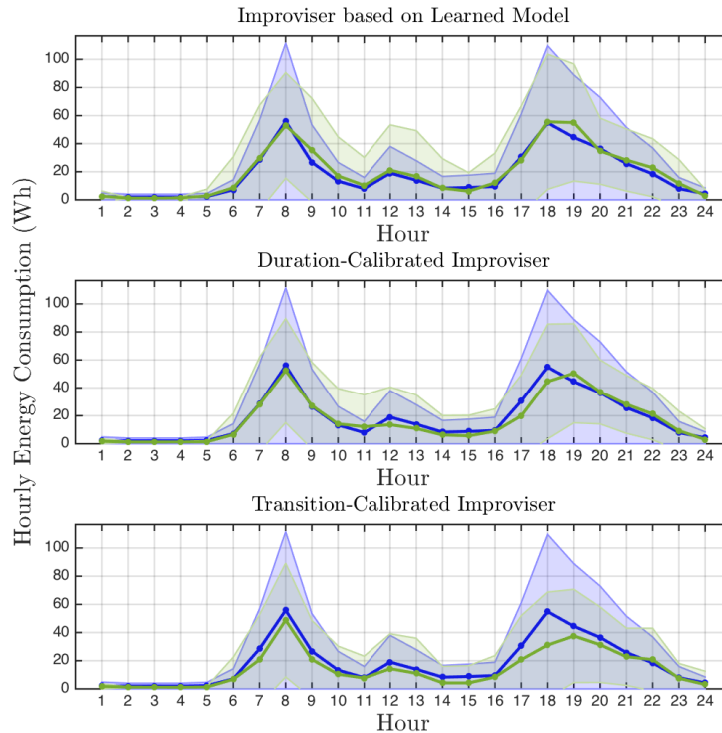 Improviser based on Learned Model
100
80
60
40
20
0
1 2 3 4 5 6 7 8 9 10 11 12 13 14 15 16 17 18 19 20 21 22 23 24
Hour
Duration-Calibrated Improviser
100
80
60
40
20
0
1 2 3 4 5 6 7 8 9 10 11 12 13 14 15 16 17 18 19 20 21 22 23 24
Hour
Transition-Calibrated Improviser
100
80
60
40
20
0
1 2 3 4 5 6 7 8 9 10 11 12 13 14 15 16 17 18 19 20 21 22 23 24
Hour
Hourly Energy Consumption (Wh)